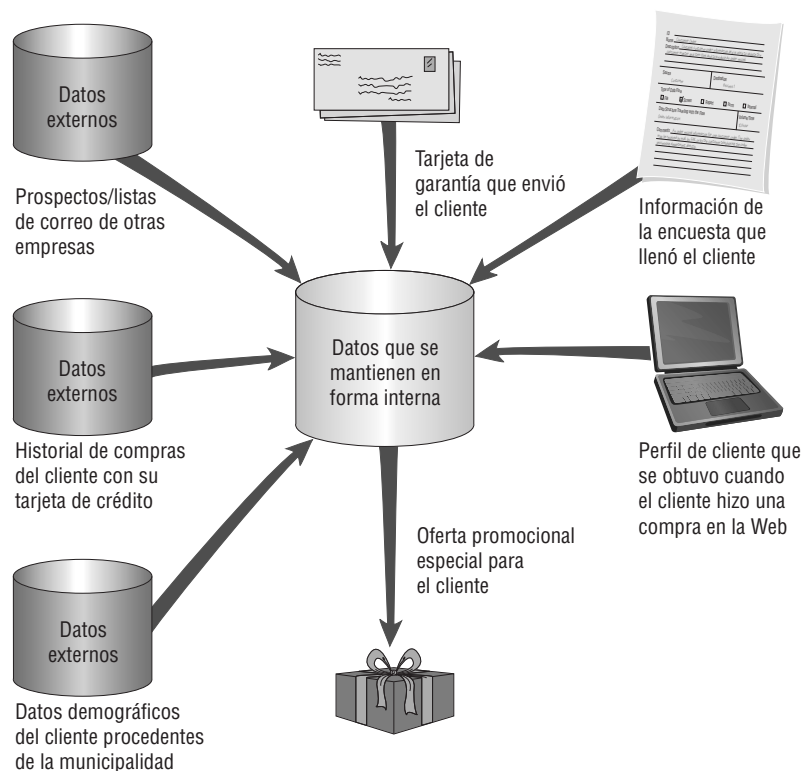 Datos
externos
Prospectos/listas
de correo de otras
empresas
Tarjeta de
garantía que envió
el cliente
Información de
la encuesta que
llenó el cliente
Datos
externos
Historial de compras
del cliente con su
tarjeta de crédito
Datos que se
mantienen en
forma interna
Perfil de cliente que
se obtuvo cuando
el cliente hizo una
compra en la Web
Oferta promocional
especial para
el cliente
Datos
externos
Datos demográficos
del cliente procedentes
de la municipalidad